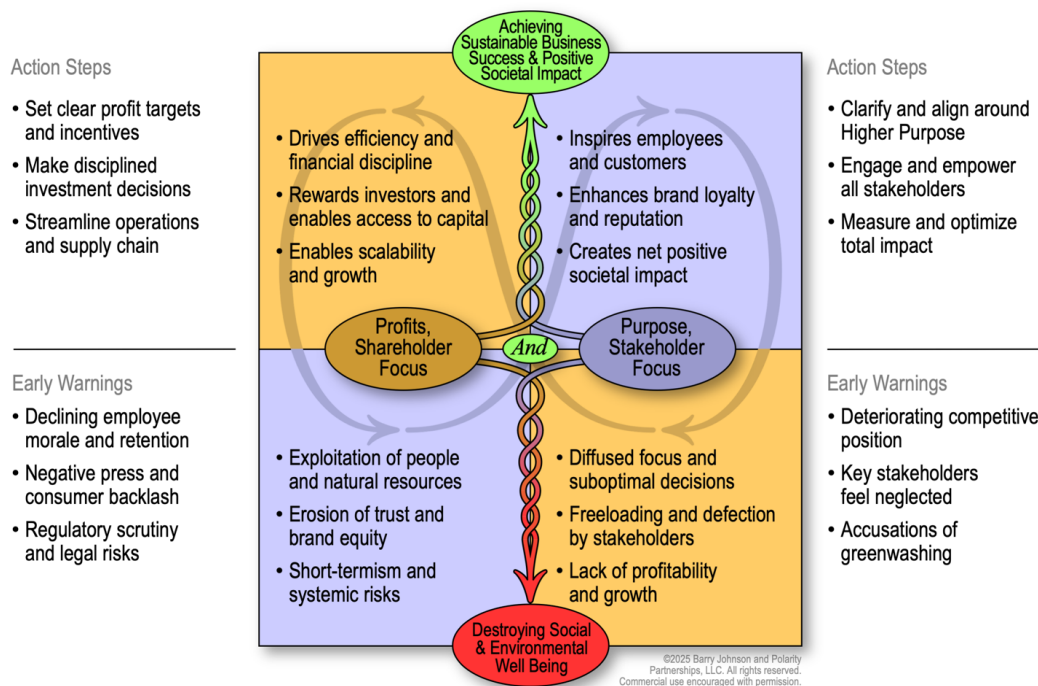 Achieving
Sustainable Business
Success & Positive
Societal Impact
Action Steps
• Set clear profit targets
and incentives
• Make disciplined
investment decisions
• Streamline operations
and supply chain
• Drives efficiency and
financial discipline
• Rewards investors and
enables access to capital
• Enables scalability
and growth
• Inspires employees
and customers
• Enhances brand loyalty
and reputation
• Creates net positive
societal impact
Action Steps
• Clarify and align around
Higher Purpose
• Engage and empower
all stakeholders
• Measure and optimize
total impact
Profits,
Shareholder
Focus
And
Purpose,
Stakeholder
Focus
Early Warnings
• Declining employee
morale and retention
• Negative press and
consumer backlash
• Regulatory scrutiny
and legal risks
• Exploitation of people
and natural resources
• Erosion of trust and
brand equity
• Short-termism and
systemic risks
• Diffused focus and
suboptimal decisions
• Freeloading and defection
by stakeholders
• Lack of profitability
and growth
Early Warnings
• Deteriorating competitive
position
• Key stakeholders
feel neglected
• Accusations of
greenwashing
Destroying Social
& Environmental
Well Being
©2025 Barry Johnson and Polarity
Partnerships, LLC. All rights reserved.
Commercial use encouraged with permission.